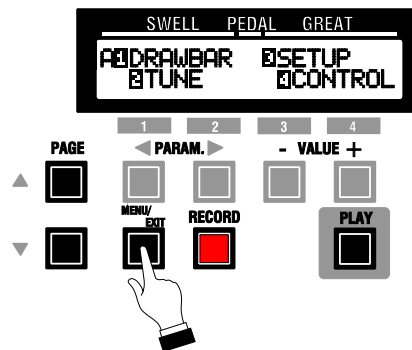 SWELL PEDAL GREAT
A1DRAWBAR 3SETUP
2TUNE 4CONTROL
1 2 3 4
PAGE PARAM. - VALUE +
MENU/
EXIT RECORD PLAY